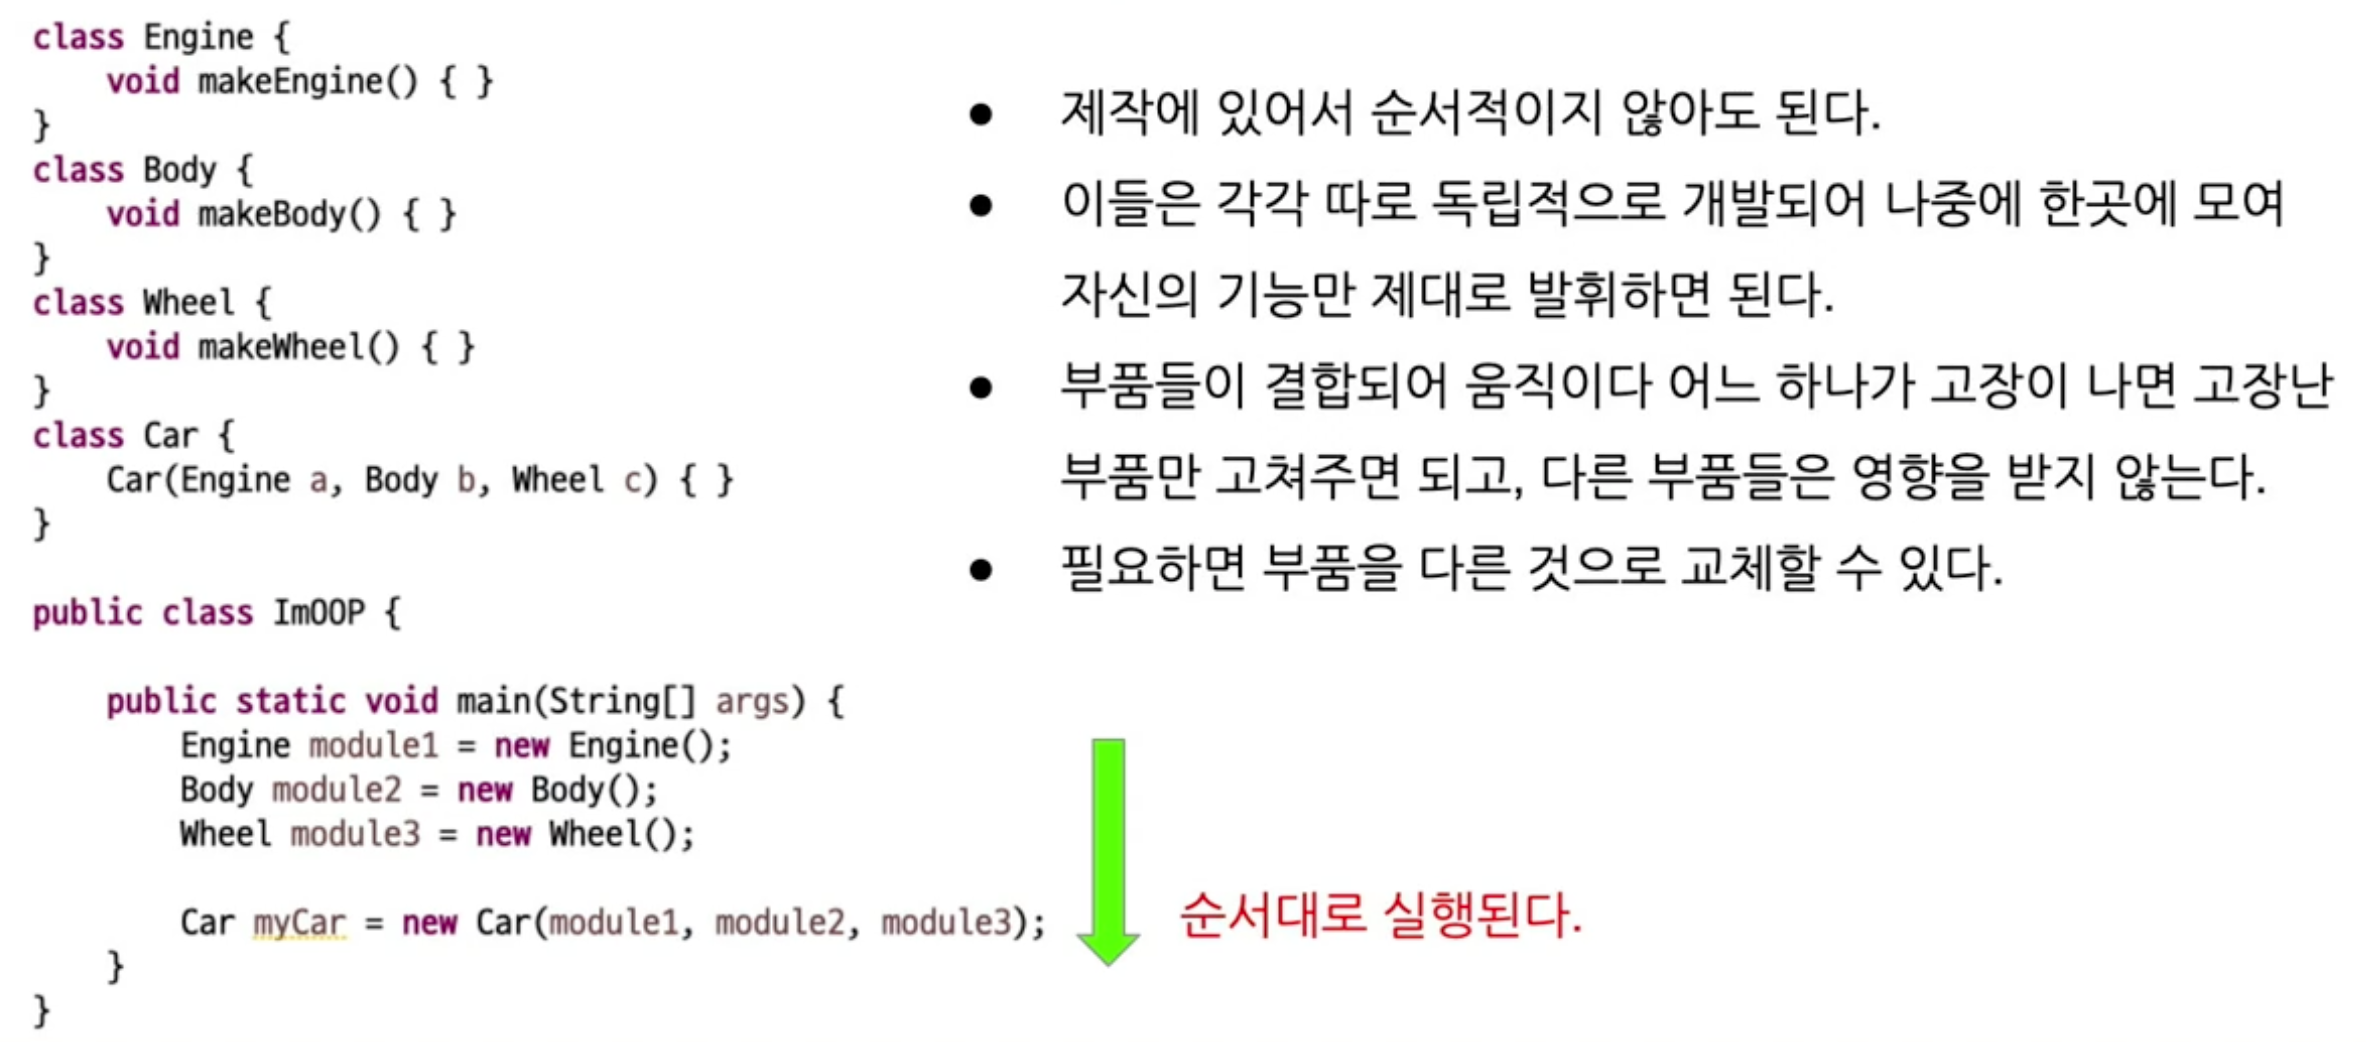 class Engine {
    void makeEngine() { }
}
class Body {
    void makeBody() { }
}
class Wheel {
    void makeWheel() { }
}
class Car {
    Car(Engine a, Body b, Wheel c) { }
}
public class ImOOP {
    public static void main(String[] args) {
        Engine module1 = new Engine();
        Body module2 = new Body();
        Wheel module3 = new Wheel();
        Car myCar = new Car(module1, module2, module3);
    }
}
● 제작에 있어서 순서적이지 않아도 된다.
● 이들은 각각 따로 독립적으로 개발되어 나중에 한곳에 모여
자신의 기능만 제대로 발휘하면 된다.
● 부품들이 결합되어 움직이다 어느 하나가 고장이 나면 고장난
부품만 고쳐주면 되고, 다른 부품들은 영향을 받지 않는다.
● 필요하면 부품을 다른 것으로 교체할 수 있다.
순서대로 실행된다.